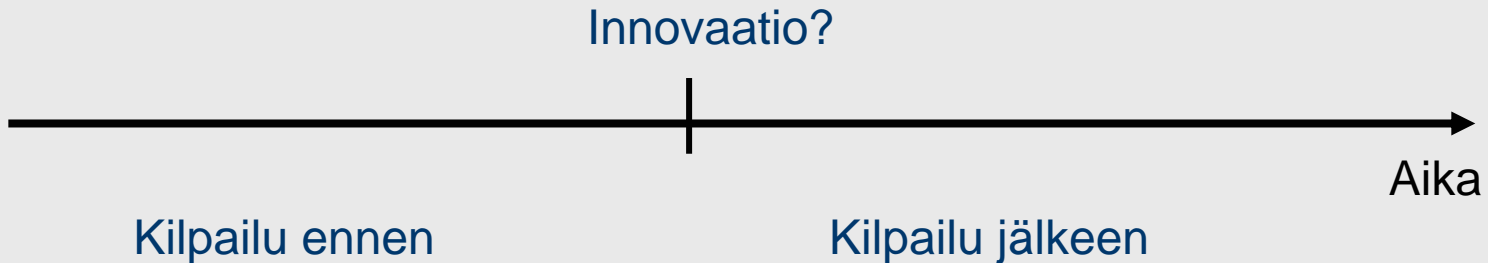 Innovaatio?
Aika
Kilpailu ennen
Kilpailu jälkeen